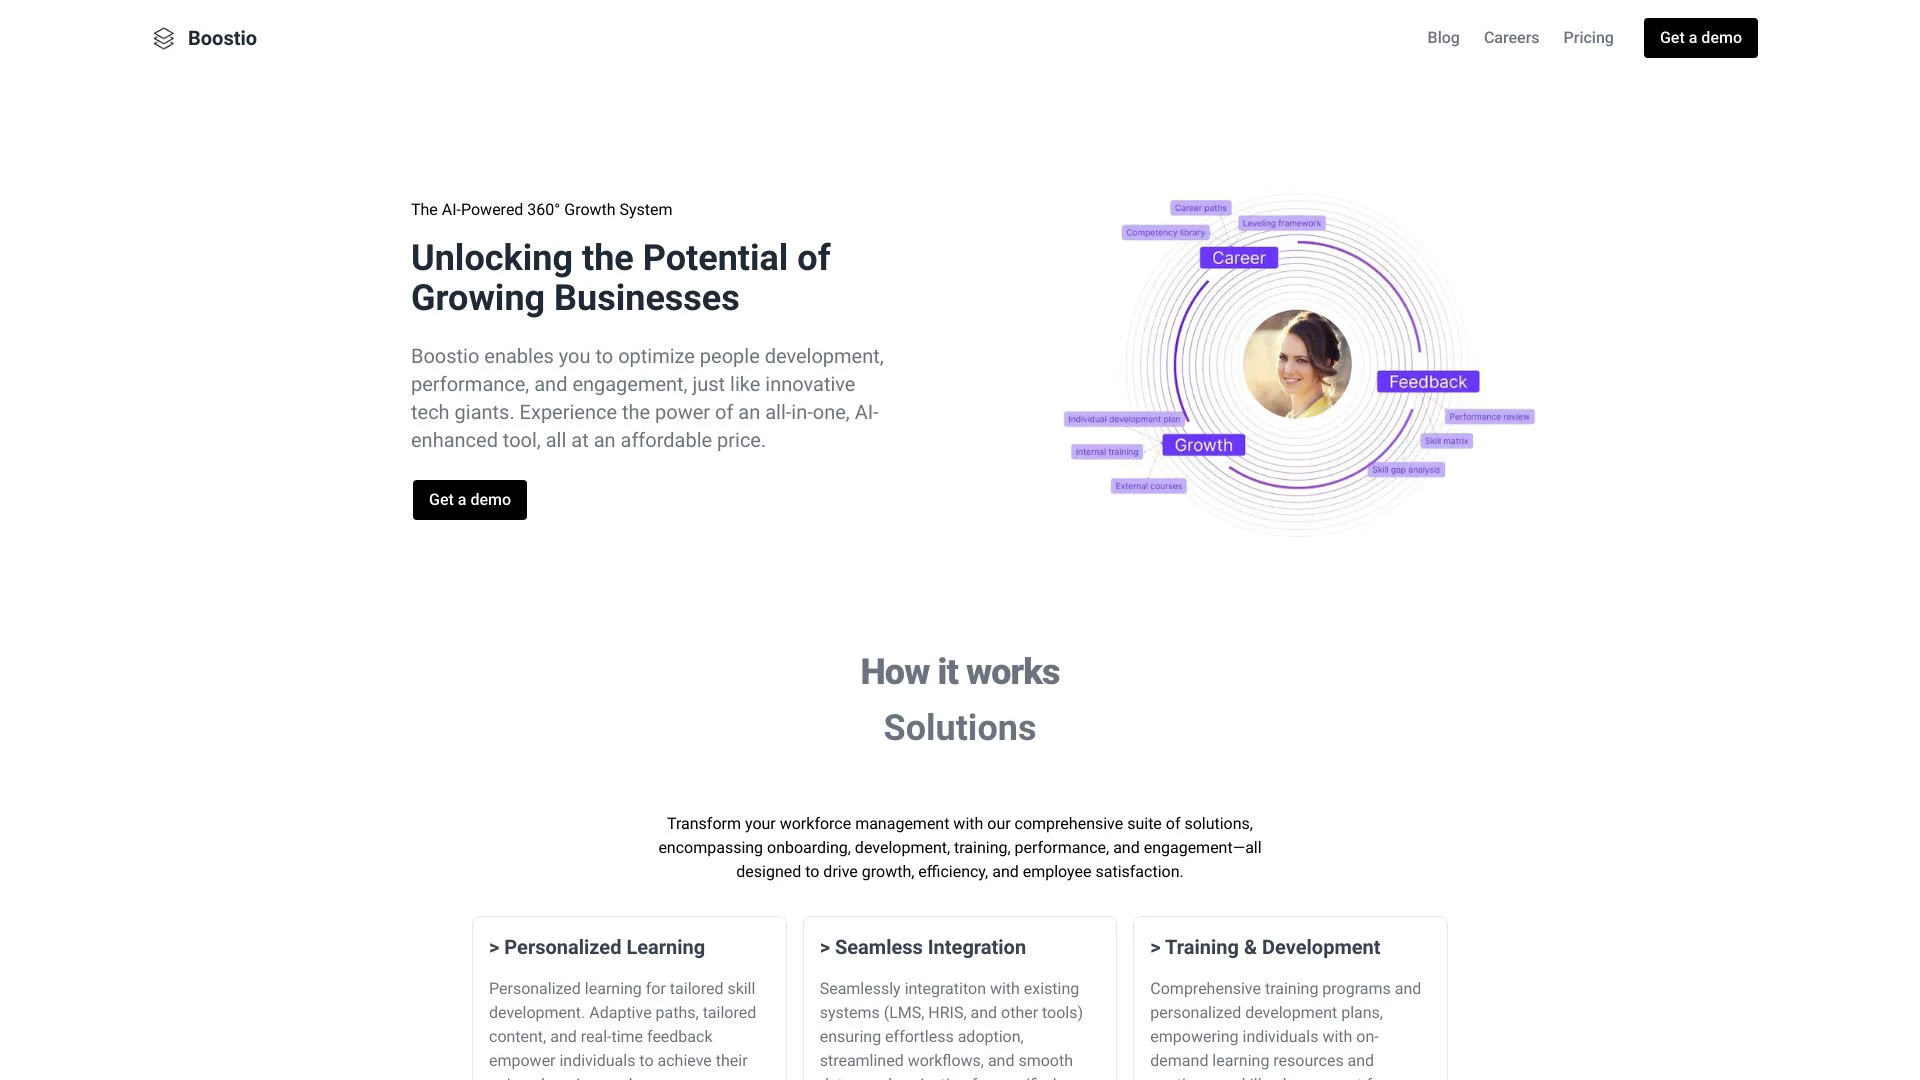 Boostio
Blog
Careers
Pricing
Get a demo
The AI-Powered 360° Growth System
Unlocking the Potential of
Growing Businesses
Boostio enables you to optimize people development,
performance, and engagement, just like innovative
tech giants. Experience the power of an all-in-one, AI-
enhanced tool, all at an affordable price.
Get a demo
Career paths
Leveling framework
Competency library
Career
Feedback
Performance review
Individual development plan
Skill matrix
Growth
Internal training
Skill gap analysis
External courses
How it works
Solutions
Transform your workforce management with our comprehensive suite of solutions,
encompassing onboarding, development, training, performance, and engagement—all
designed to drive growth, efficiency, and employee satisfaction.
> Personalized Learning
Personalized learning for tailored skill
development. Adaptive paths, tailored
content, and real-time feedback
empower individuals to achieve their
> Seamless Integration
Seamlessly integratiton with existing
systems (LMS, HRIS, and other tools)
ensuring effortless adoption,
streamlined workflows, and smooth
> Training & Development
Comprehensive training programs and
personalized development plans,
empowering individuals with on-
demand learning resources and